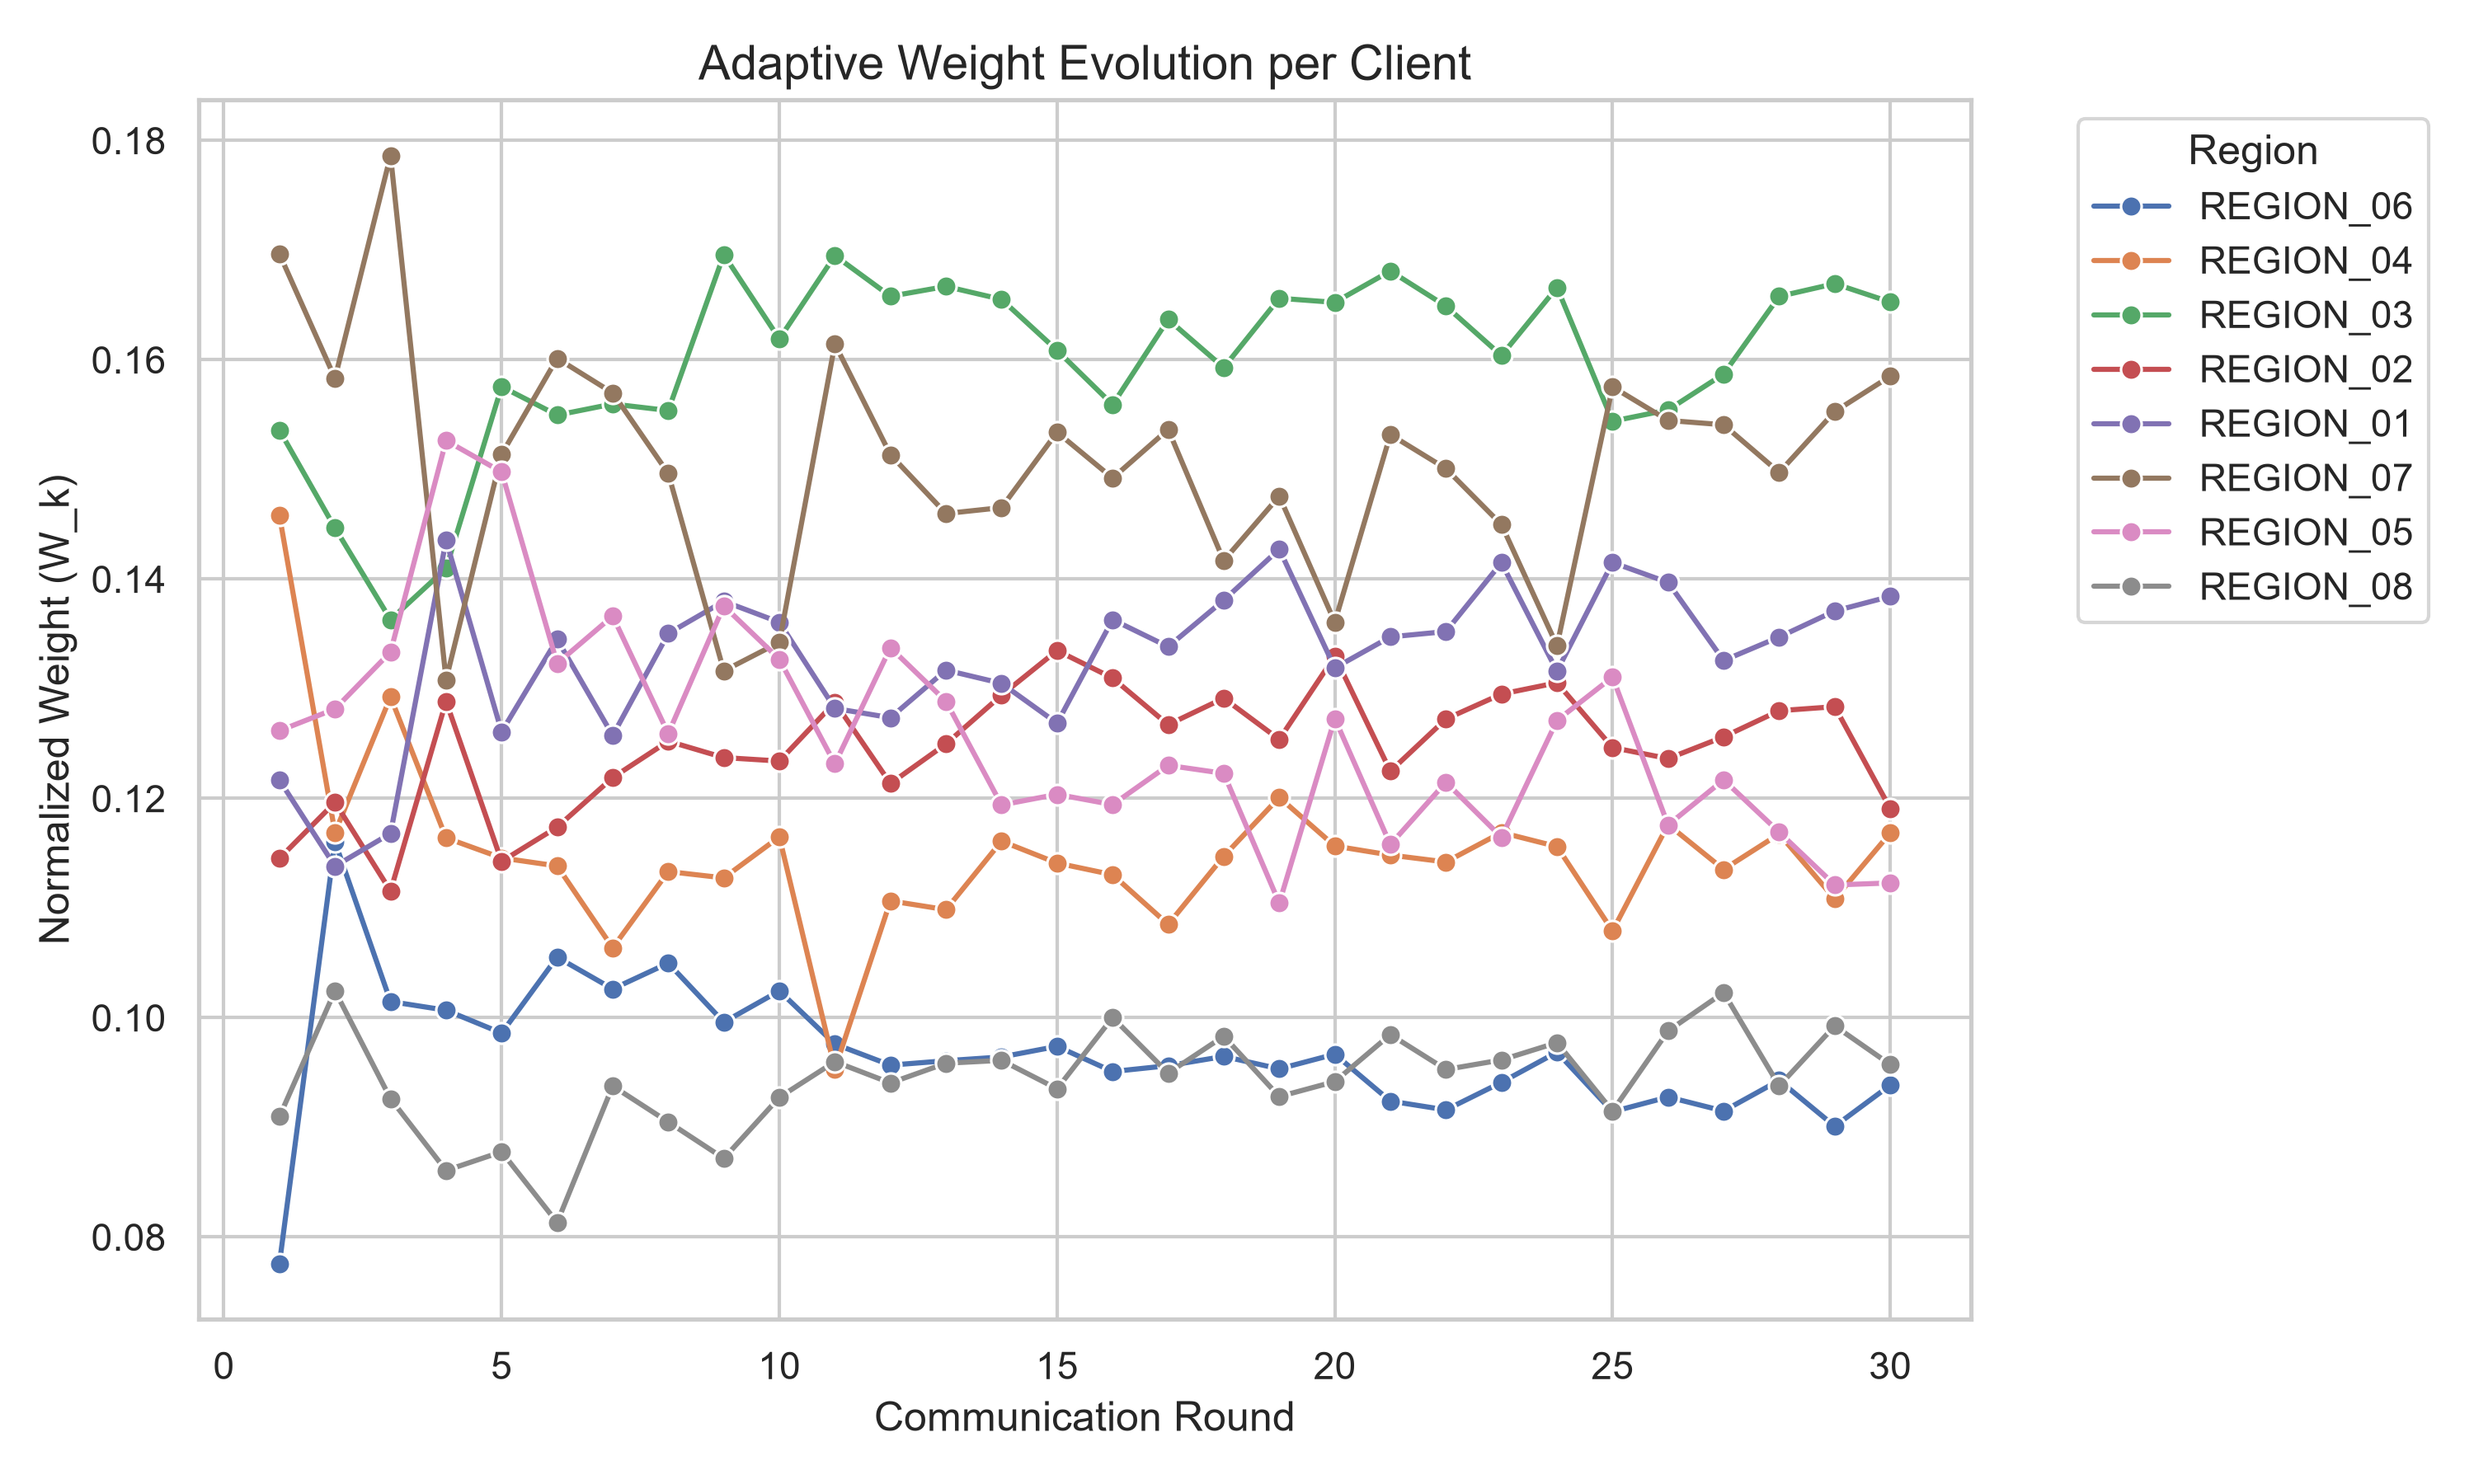 Adaptive Weight Evolution per Client
Normalized Weight (W_k)
0.18
0.16
0.14
0.12
0.10
0.08
0
5
10
15
20
25
30
Communication Round
Region
REGION_06
REGION_04
REGION_03
REGION_02
REGION_01
REGION_07
REGION_05
REGION_08